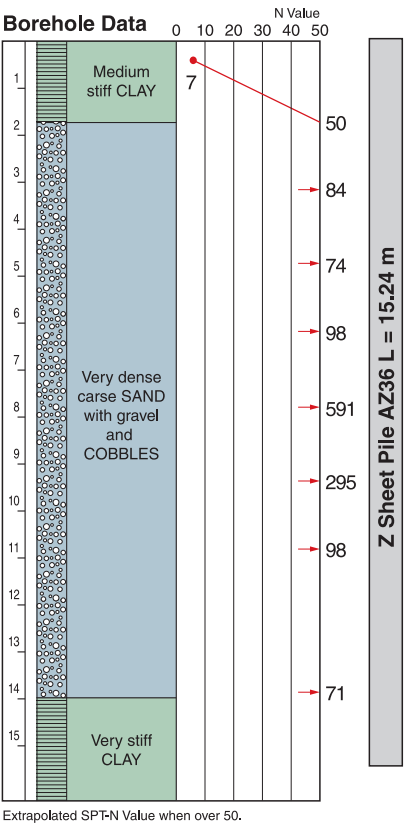 Borehole Data
N Value
0 10 20 30 40 50
1
2
3
4
5
6
7
8
9
10
11
12
13
14
15
Medium
stiff CLAY
Very dense
carse SAND
with gravel
and
COBBLES
Very stiff
CLAY
7
50
84
74
98
591
295
98
71
Z Sheet Pile AZ36 L = 15.24 m
Extrapolated SPT-N Value when over 50.